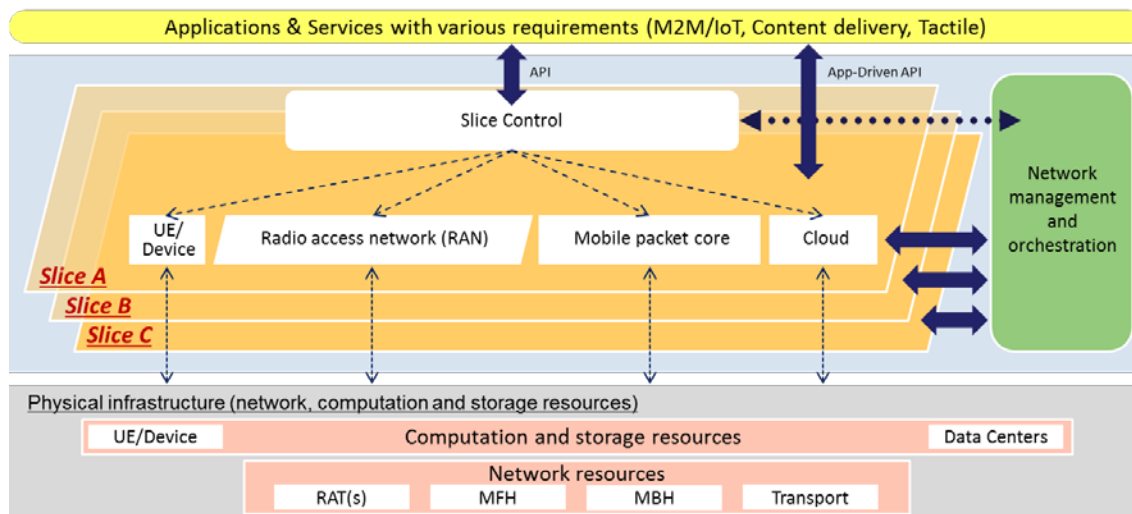 Applications & Services with various requirements (M2M/IoT, Content delivery, Tactile)
API
App-Driven API
Slice Control
Network
management
and
orchestration
UE/
Device
Radio access network (RAN)
Mobile packet core
Cloud
Slice A
Slice B
Slice C
Physical infrastructure (network, computation and storage resources)
UE/Device
Computation and storage resources
Data Centers
Network resources
RAT(s)
MFH
MBH
Transport